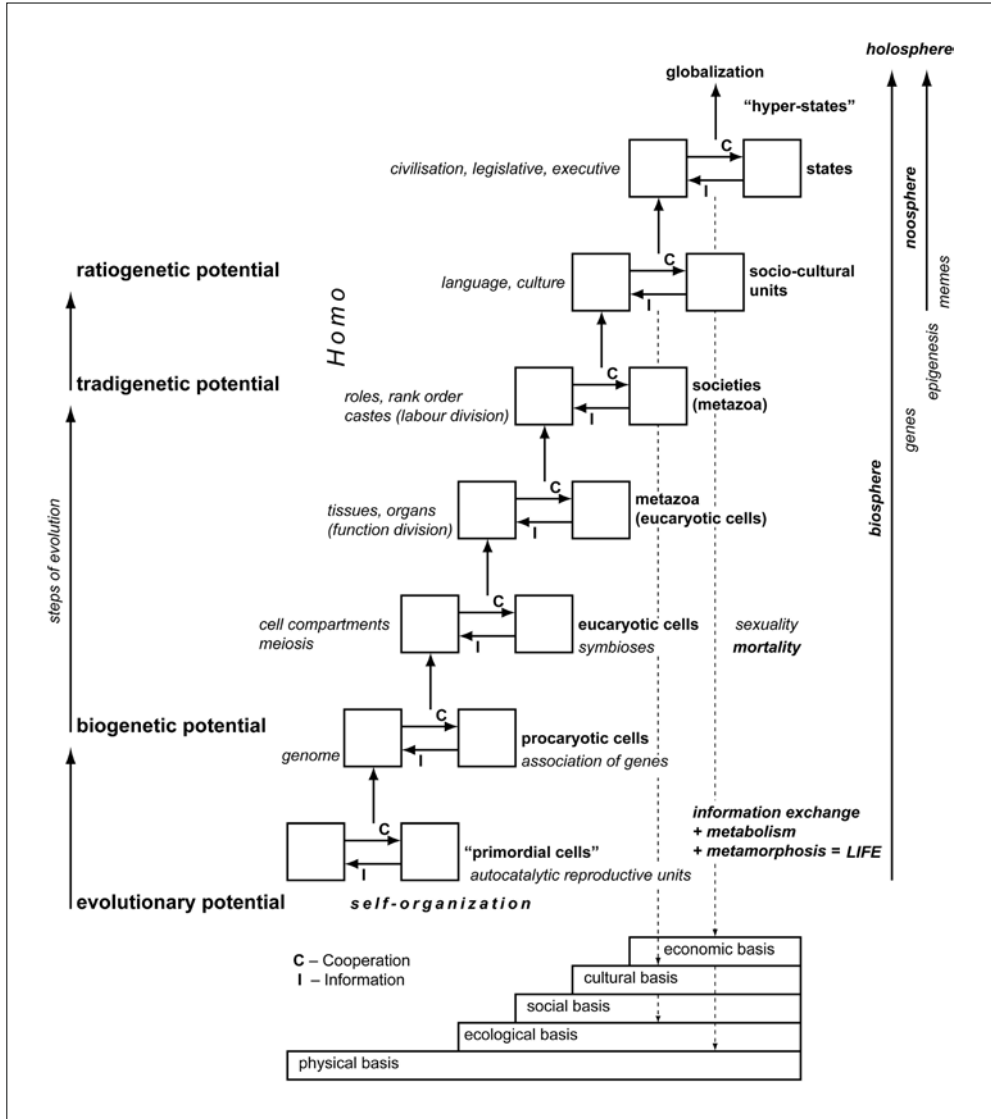 holosphere
globalization
“hyper-states”
C
civilisation, legislative, executive
states
I
noosphere
ratiogenetic potential
C
language, culture
socio-cultural
units
I
memes
Homo
epigenesis
tradigenetic potential
C
roles, rank order
castes (labour division)
societies
(metazoa)
I
genes
biosphere
steps of evolution
C
tissues, organs
(function division)
metazoa
(eucaryotic cells)
I
C
cell compartments
meiosis
eucaryotic cells
symbioses
I
sexuality
mortality
biogenetic potential
C
genome
procaryotic cells
association of genes
I
information exchange
+ metabolism
+ metamorphosis = LIFE
C
“primordial cells”
autocatalytic reproductive units
I
evolutionary potential
self-organization
C – Cooperation
I – Information
economic basis
cultural basis
social basis
ecological basis
physical basis